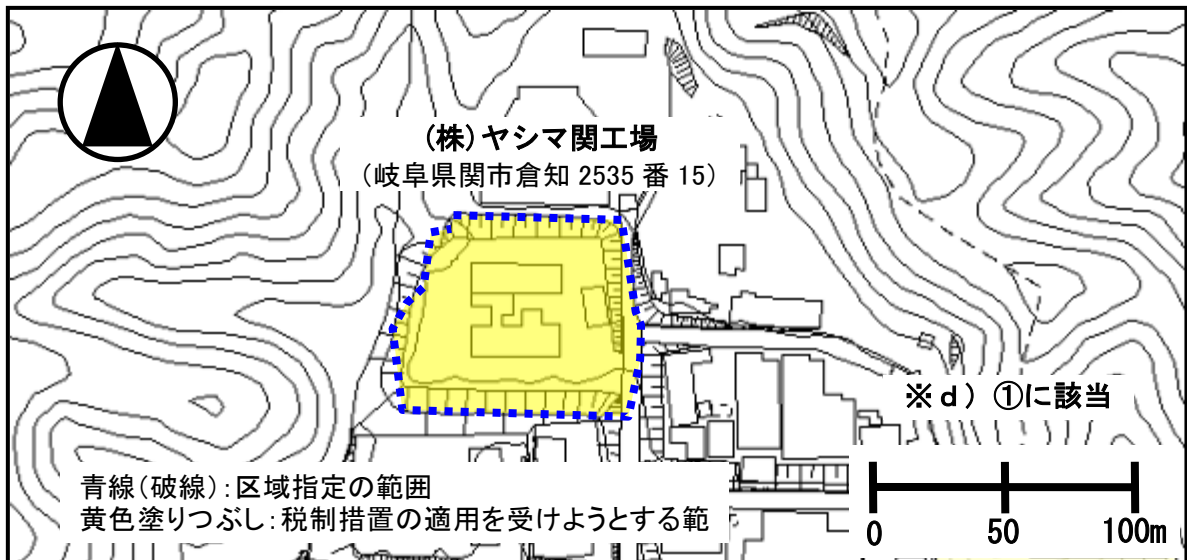 (株)ヤシマ関工場
(岐阜県関市倉知 2535 番 15)
※d) ①に該当
青線(破線):区域指定の範囲
黄色塗りつぶし:税制措置の適用を受けようとする範
0 50 100m